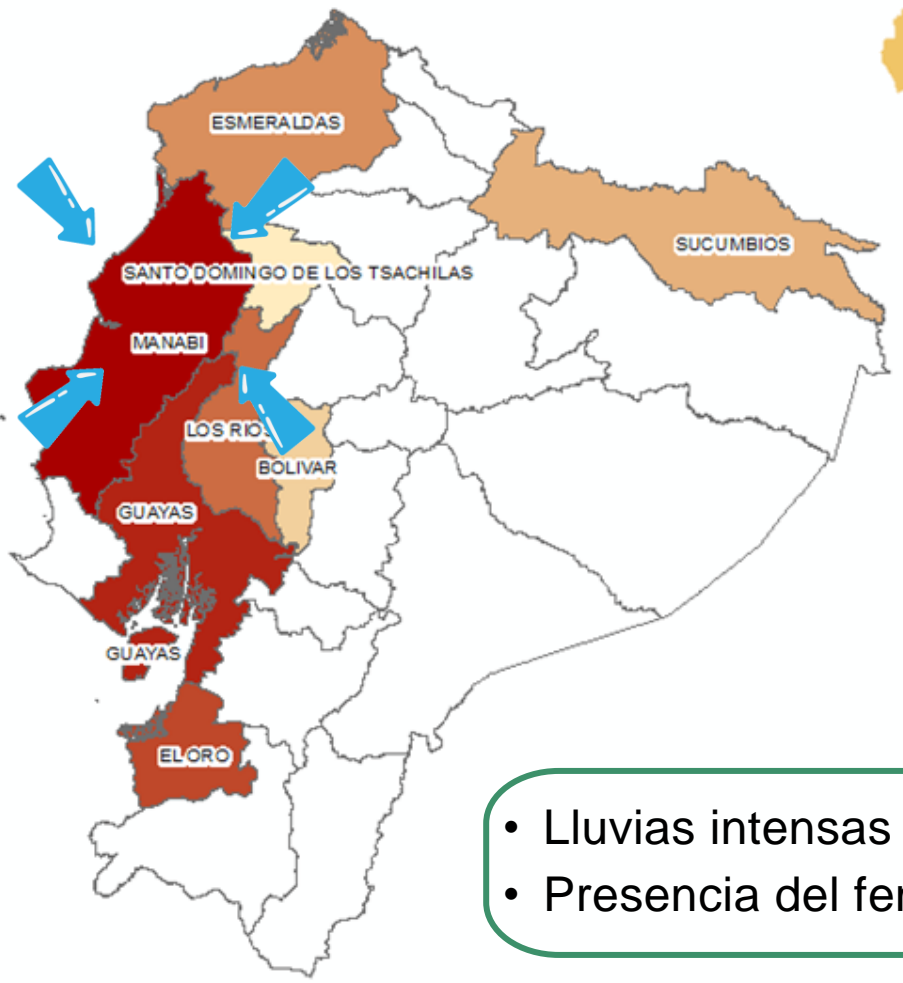 ESMERALDAS
SUCUMBIOS
SANTO DOMINGO DE LOS TSACHILAS
MANABI
LOS RIOS
BOLIVAR
GUAYAS
GUAYAS
EL ORO
• Lluvias intensas
• Presencia del